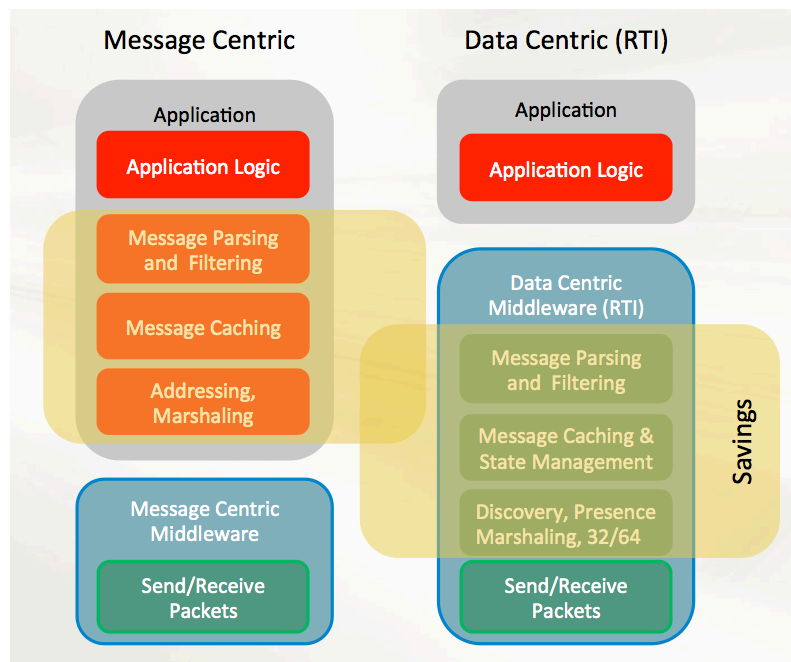 Message Centric
Application
Application Logic
Message Parsing
and Filtering
Message Caching
Addressing,
Marshaling
Message Centric
Middleware
Send/Receive
Packets
Data Centric (RTI)
Application
Application Logic
Data Centric
Middleware (RTI)
Message Parsing
and Filtering
Message Caching &
State Management
Discovery, Presence
Marshaling, 32/64
Send/Receive
Packets
Savings